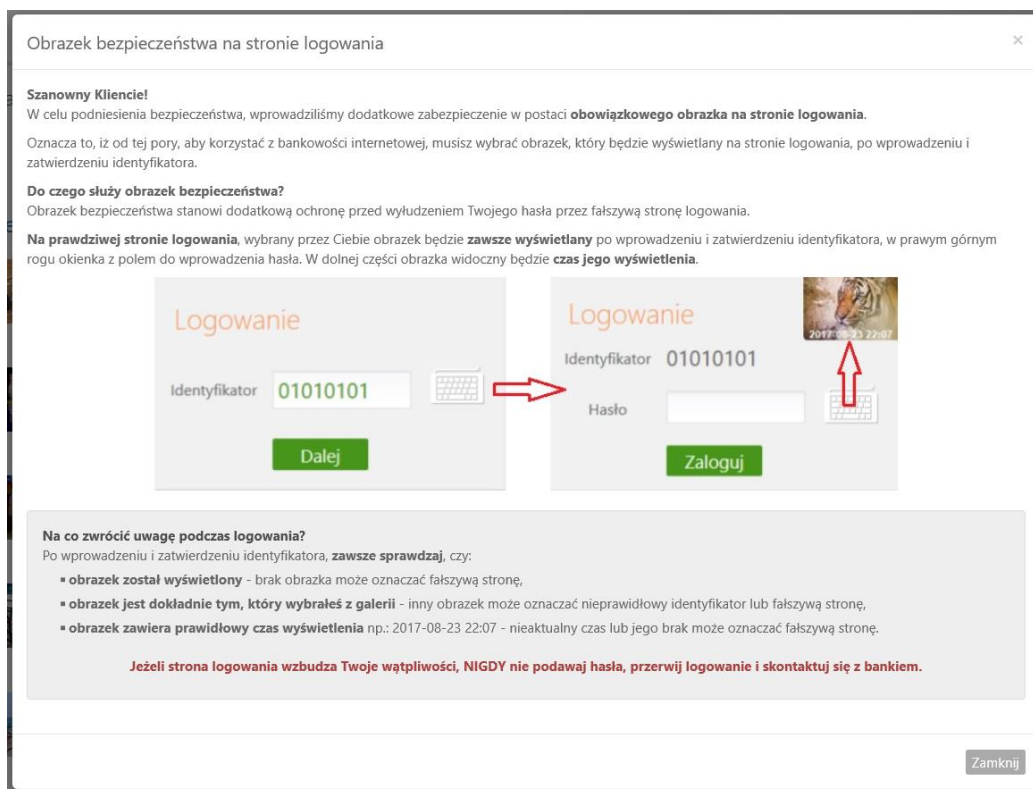 Obrazek bezpieczeństwa na stronie logowania
×
Szanowny Kliencie!
W celu podniesienia bezpieczeństwa, wprowadziliśmy dodatkowe zabezpieczenie w postaci obowiązkowego obrazka na stronie logowania.
Oznacza to, iż od tej pory, aby korzystać z bankowości internetowej, musisz wybrać obrazek, który będzie wyświetlany na stronie logowania, po wprowadzeniu i
zatwierdzeniu identyfikatora.
Do czego służy obrazek bezpieczeństwa?
Obrazek bezpieczeństwa stanowi dodatkową ochronę przed wyłudzeniem Twojego hasła przez fałszywą stronę logowania.
Na prawdziwej stronie logowania, wybrany przez Ciebie obrazek będzie zawsze wyświetlany po wprowadzeniu i zatwierdzeniu identyfikatora, w prawym górnym
rogu okienka z polem do wprowadzenia hasła. W dolnej części obrazka widoczny będzie czas jego wyświetlenia.
Logowanie
Identyfikator 01010101
Dalej
Logowanie
2017-08-23 22:07
Identyfikator 01010101
Hasło
Zaloguj
Na co zwrócić uwagę podczas logowania?
Po wprowadzeniu i zatwierdzeniu identyfikatora, zawsze sprawdzaj, czy:
▪ obrazek został wyświetlony - brak obrazka może oznaczać fałszywą stronę,
▪ obrazek jest dokładnie tym, który wybrałeś z galerii - inny obrazek może oznaczać nieprawidłowy identyfikator lub fałszywą stronę,
▪ obrazek zawiera prawidłowy czas wyświetlenia np.: 2017-08-23 22:07 - nieaktualny czas lub jego brak może oznaczać fałszywą stronę.
Jeżeli strona logowania wzbudza Twoje wątpliwości, NIGDY nie podawaj hasła, przerwij logowanie i skontaktuj się z bankiem.
Zamknij